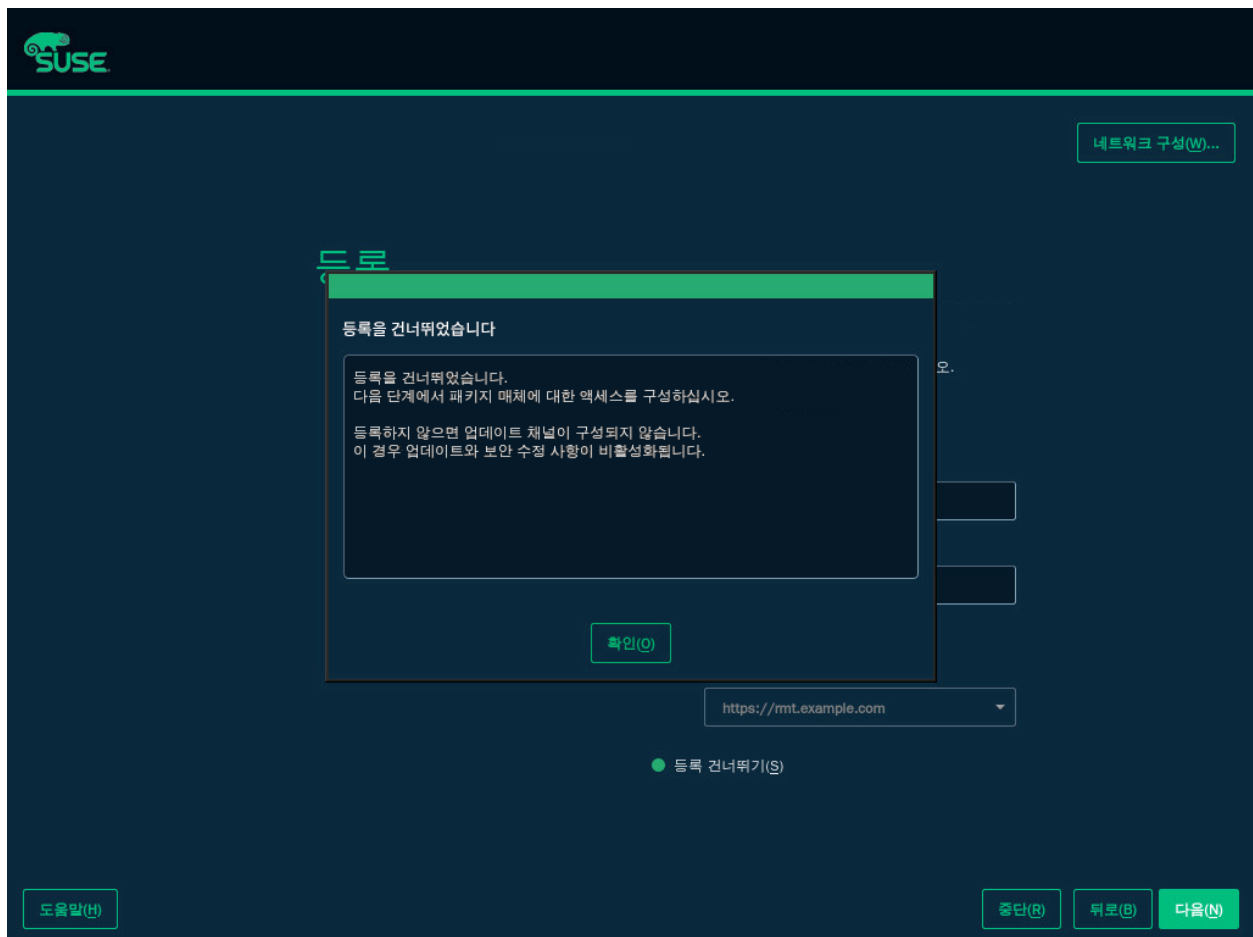 SUSE
네트워크 구성(W)...
등록
등록을 건너뛰었습니다
등록을 건너뛰었습니다.
다음 단계에서 패키지 매체에 대한 액세스를 구성하십시오.
등록하지 않으면 업데이트 채널이 구성되지 않습니다.
이 경우 업데이트와 보안 수정 사항이 비활성화됩니다.
오.
확인(O)
https://rmt.example.com
등록 건너뛰기(S)
도움말(H)
중단(R)
뒤로(B)
다음(N)